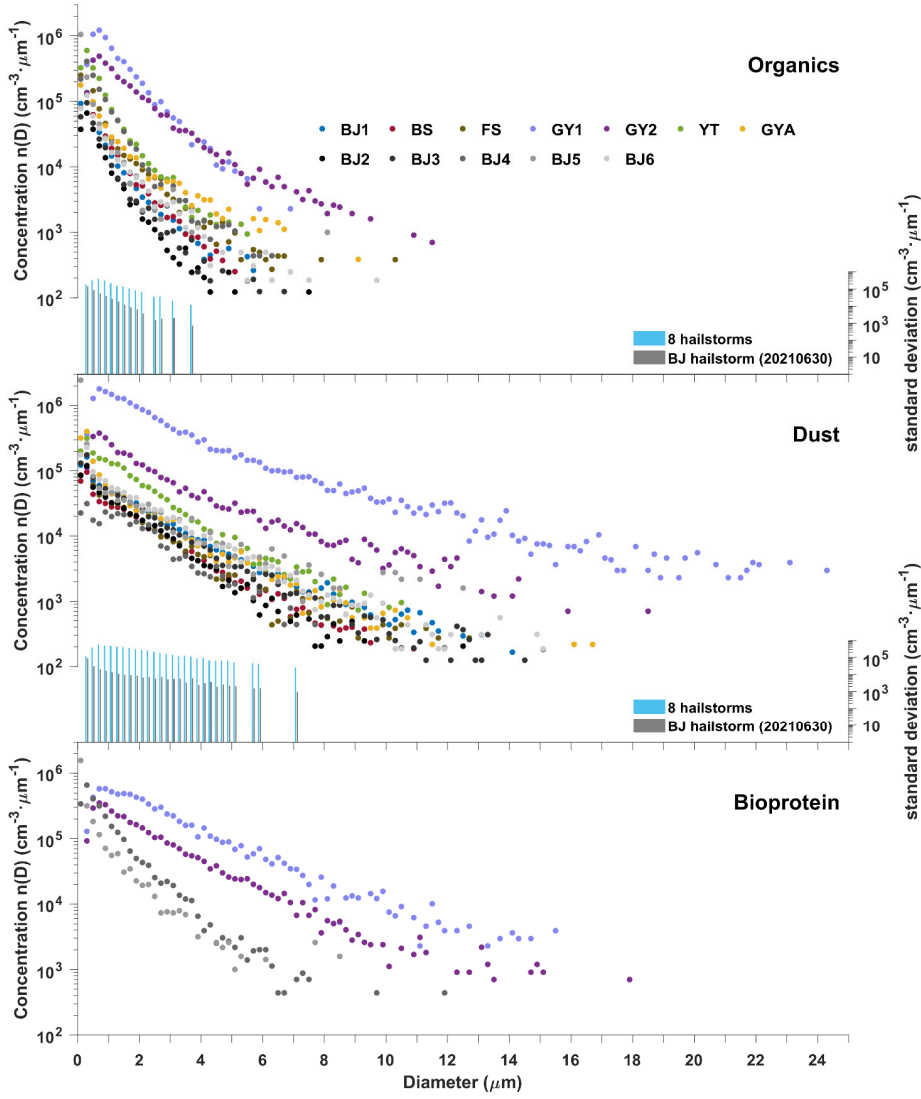 Organics
Concentration n(D) (cm⁻³·μm⁻¹)
10⁶
10⁵
10⁴
10³
10²
BJ1 BS FS GY1 GY2 YT GYA
BJ2 BJ3 BJ4 BJ5 BJ6
8 hailstorms
BJ hailstorm (20210630)
10⁵
10³
10
standard deviation (cm⁻³·μm⁻¹)
Dust
Concentration n(D) (cm⁻³·μm⁻¹)
10⁶
10⁵
10⁴
10³
10²
8 hailstorms
BJ hailstorm (20210630)
10⁵
10³
10
standard deviation (cm⁻³·μm⁻¹)
Bioprotein
Concentration n(D) (cm⁻³·μm⁻¹)
10⁶
10⁵
10⁴
10³
10²
0 2 4 6 8 10 12 14 16 18 20 22 24
Diameter (μm)